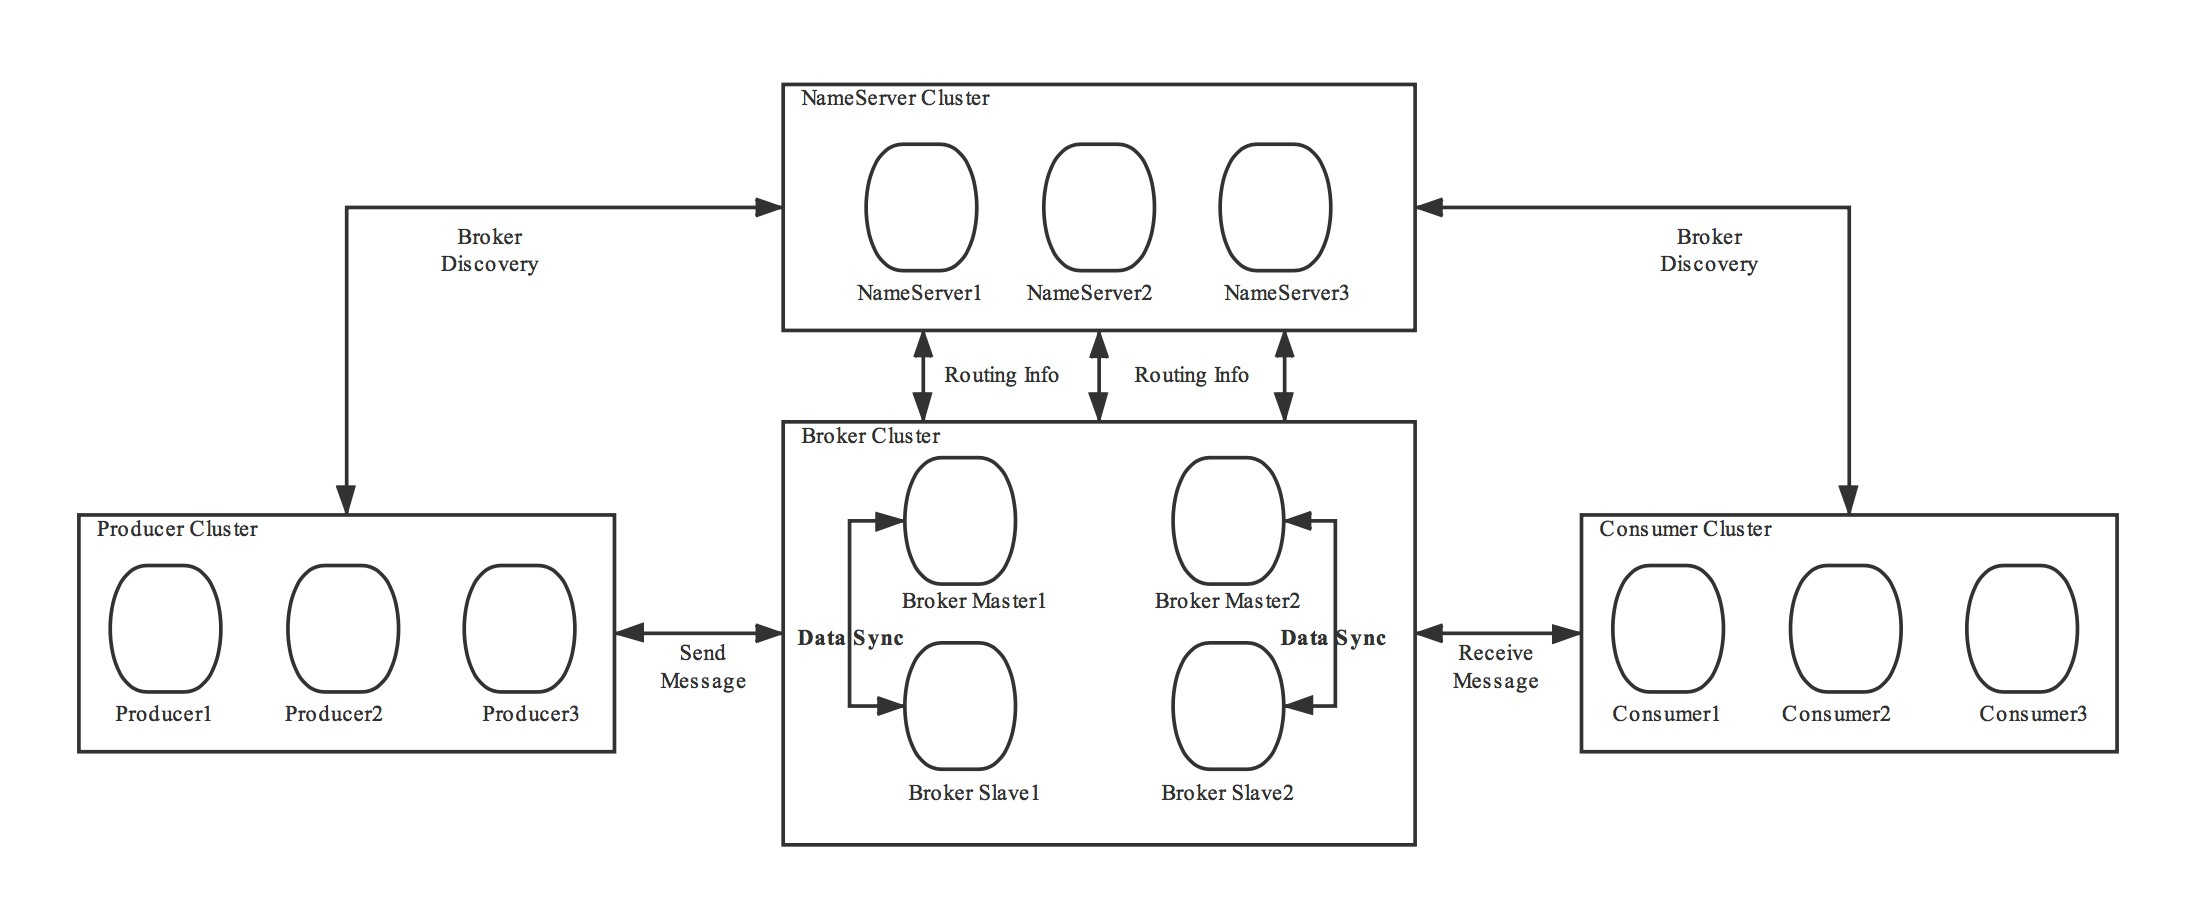 NameServer Cluster
NameServer1
NameServer2
NameServer3
Broker
Discovery
Broker
Discovery
Routing Info
Routing Info
Producer Cluster
Producer1
Producer2
Producer3
Send
Message
Broker Cluster
Broker Master1
Broker Master2
Data Sync
Data Sync
Broker Slave1
Broker Slave2
Receive
Message
Consumer Cluster
Consumer1
Consumer2
Consumer3